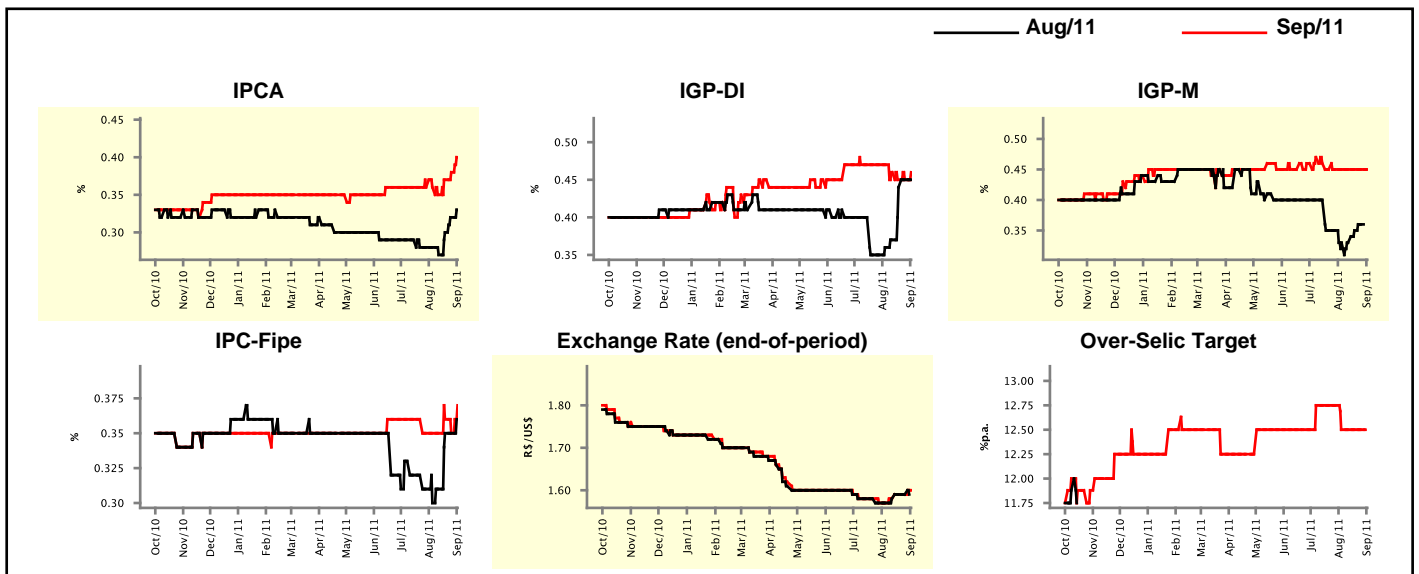 Aug/11 Sep/11
IPCA
0.45
0.40
0.35
0.30
%
Oct/10 Nov/10 Dec/10 Jan/11 Feb/11 Mar/11 Apr/11 May/11 Jun/11 Jul/11 Aug/11 Sep/11
IGP-DI
0.50
0.45
0.40
0.35
%
Oct/10 Nov/10 Dec/10 Jan/11 Feb/11 Mar/11 Apr/11 May/11 Jun/11 Jul/11 Aug/11 Sep/11
IGP-M
0.50
0.45
0.40
0.35
%
Oct/10 Nov/10 Dec/10 Jan/11 Feb/11 Mar/11 Apr/11 May/11 Jun/11 Jul/11 Aug/11 Sep/11
IPC-Fipe
0.375
0.35
0.325
0.30
%
Oct/10 Nov/10 Dec/10 Jan/11 Feb/11 Mar/11 Apr/11 May/11 Jun/11 Jul/11 Aug/11 Sep/11
Exchange Rate (end-of-period)
1.80
1.70
1.60
R$/US$
Oct/10 Nov/10 Dec/10 Jan/11 Feb/11 Mar/11 Apr/11 May/11 Jun/11 Jul/11 Aug/11 Sep/11
Over-Selic Target
13.00
12.75
12.50
12.25
12.00
11.75
%p.a.
Oct/10 Nov/10 Dec/10 Jan/11 Feb/11 Mar/11 Apr/11 May/11 Jun/11 Jul/11 Aug/11 Sep/11